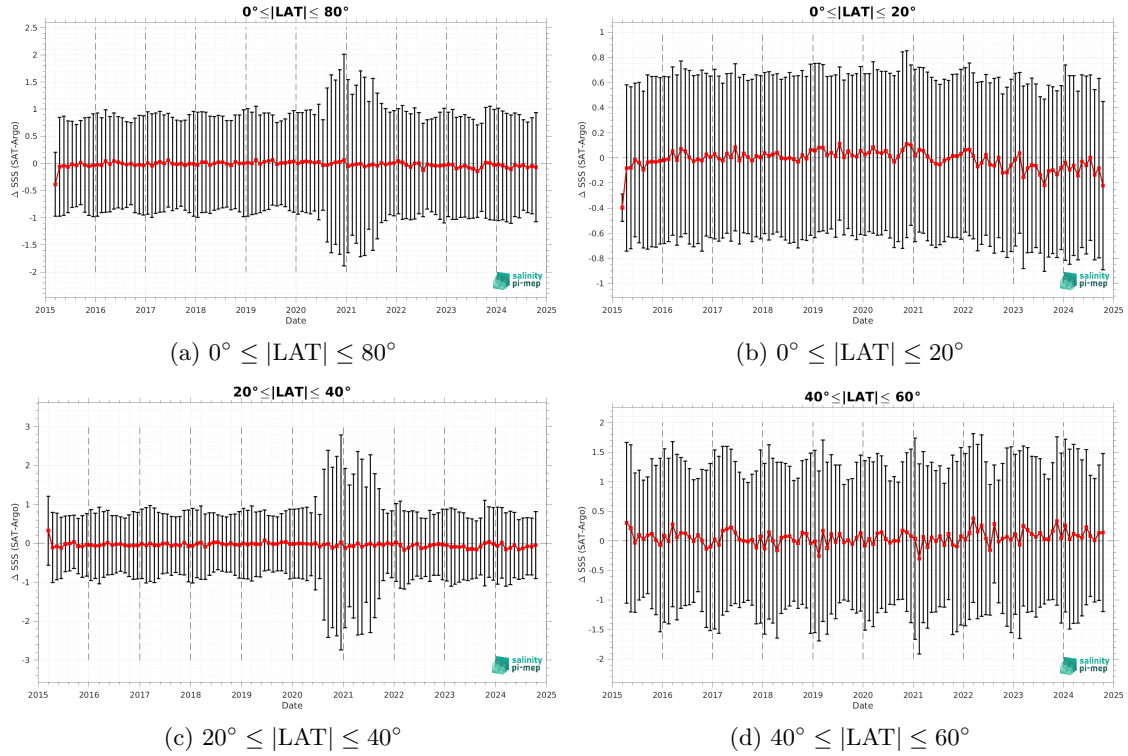 0°≤|LAT|≤ 80°
2.5
2
1.5
1
0.5
0
-0.5
-1
-1.5
-2
Δ SSS (SAT-Argo)
2015 2016 2017 2018 2019 2020 2021 2022 2023 2024 2025
Date
salinity
pi-mep
(a) 0° ≤ |LAT| ≤ 80°
0°≤|LAT|≤ 20°
1
0.8
0.6
0.4
0.2
0
-0.2
-0.4
-0.6
-0.8
-1
Δ SSS (SAT-Argo)
2015 2016 2017 2018 2019 2020 2021 2022 2023 2024 2025
Date
salinity
pi-mep
(b) 0° ≤ |LAT| ≤ 20°
20°≤|LAT|≤ 40°
3
2
1
0
-1
-2
-3
Δ SSS (SAT-Argo)
2015 2016 2017 2018 2019 2020 2021 2022 2023 2024 2025
Date
salinity
pi-mep
(c) 20° ≤ |LAT| ≤ 40°
40°≤|LAT|≤ 60°
2
1.5
1
0.5
0
-0.5
-1
-1.5
-2
Δ SSS (SAT-Argo)
2015 2016 2017 2018 2019 2020 2021 2022 2023 2024 2025
Date
salinity
pi-mep
(d) 40° ≤ |LAT| ≤ 60°